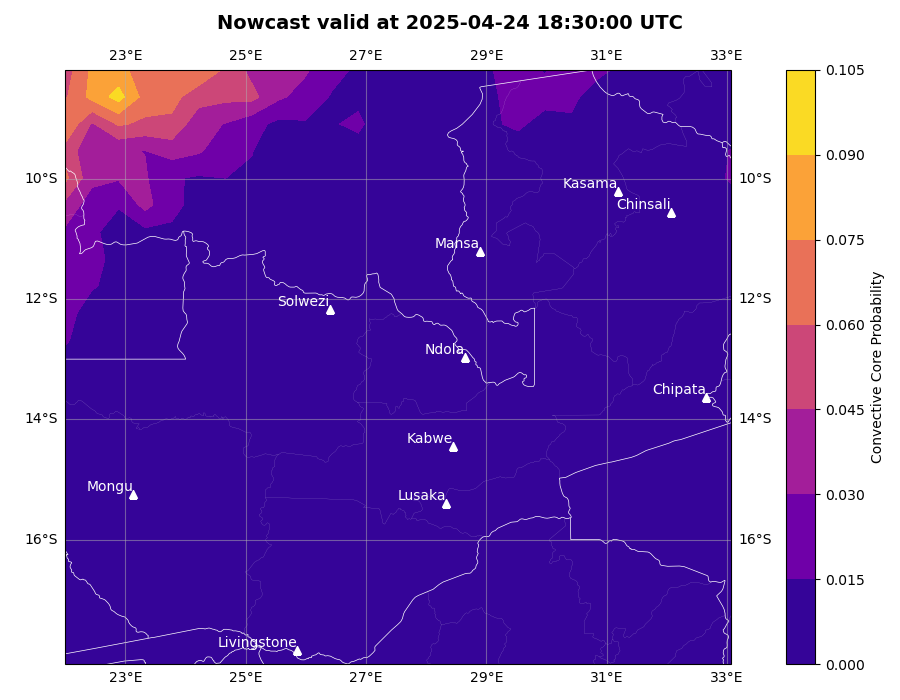 Nowcast valid at 2025-04-24 18:30:00 UTC
23°E 25°E 27°E 29°E 31°E 33°E
0.105
0.090
10°S 10°S
Kasama
Chinsali
0.075
Mansa
12°S 12°S
Solwezi
0.060
Ndola
Chipata
0.045
14°S 14°S
Kabwe
Mongu
Lusaka
0.030
16°S 16°S
0.015
Livingstone
0.000
23°E 25°E 27°E 29°E 31°E 33°E
Convective Core Probability